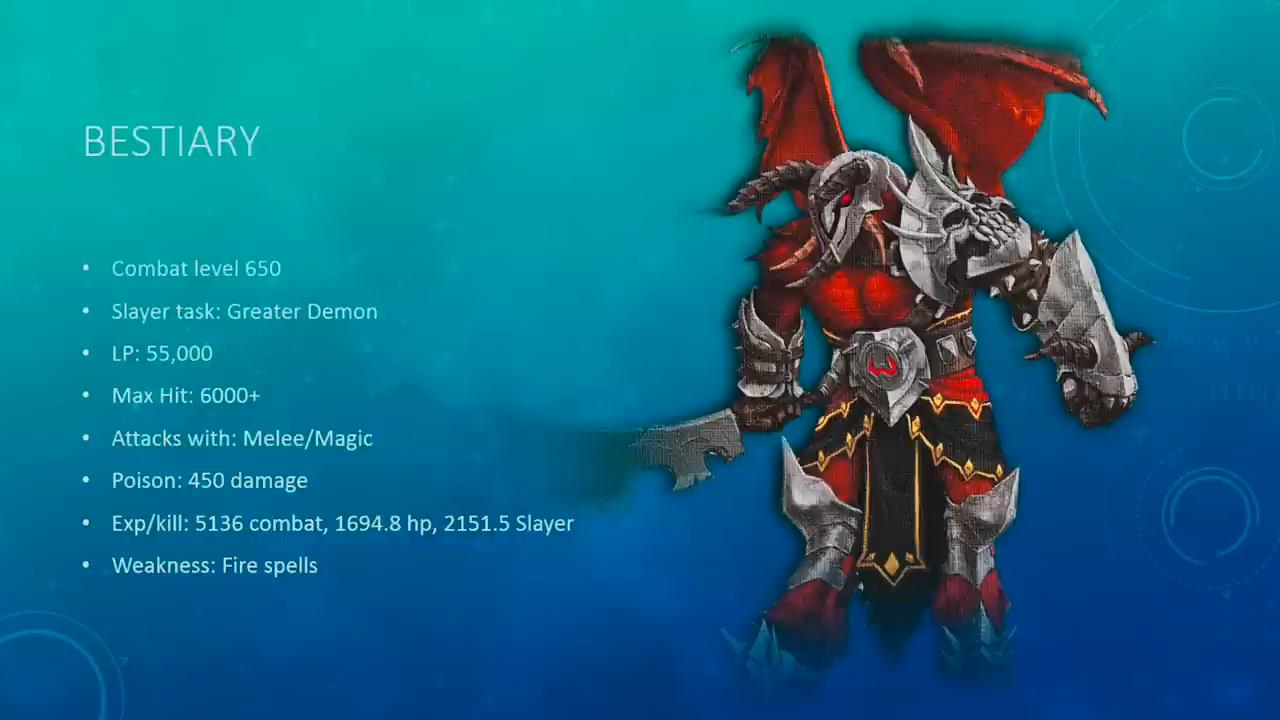 BESTIARY
• Combat level 650
• Slayer task: Greater Demon
• LP: 55,000
• Max Hit: 6000+
• Attacks with: Melee/Magic
• Poison: 450 damage
• Exp/kill: 5136 combat, 1694.8 hp, 2151.5 Slayer
• Weakness: Fire spells